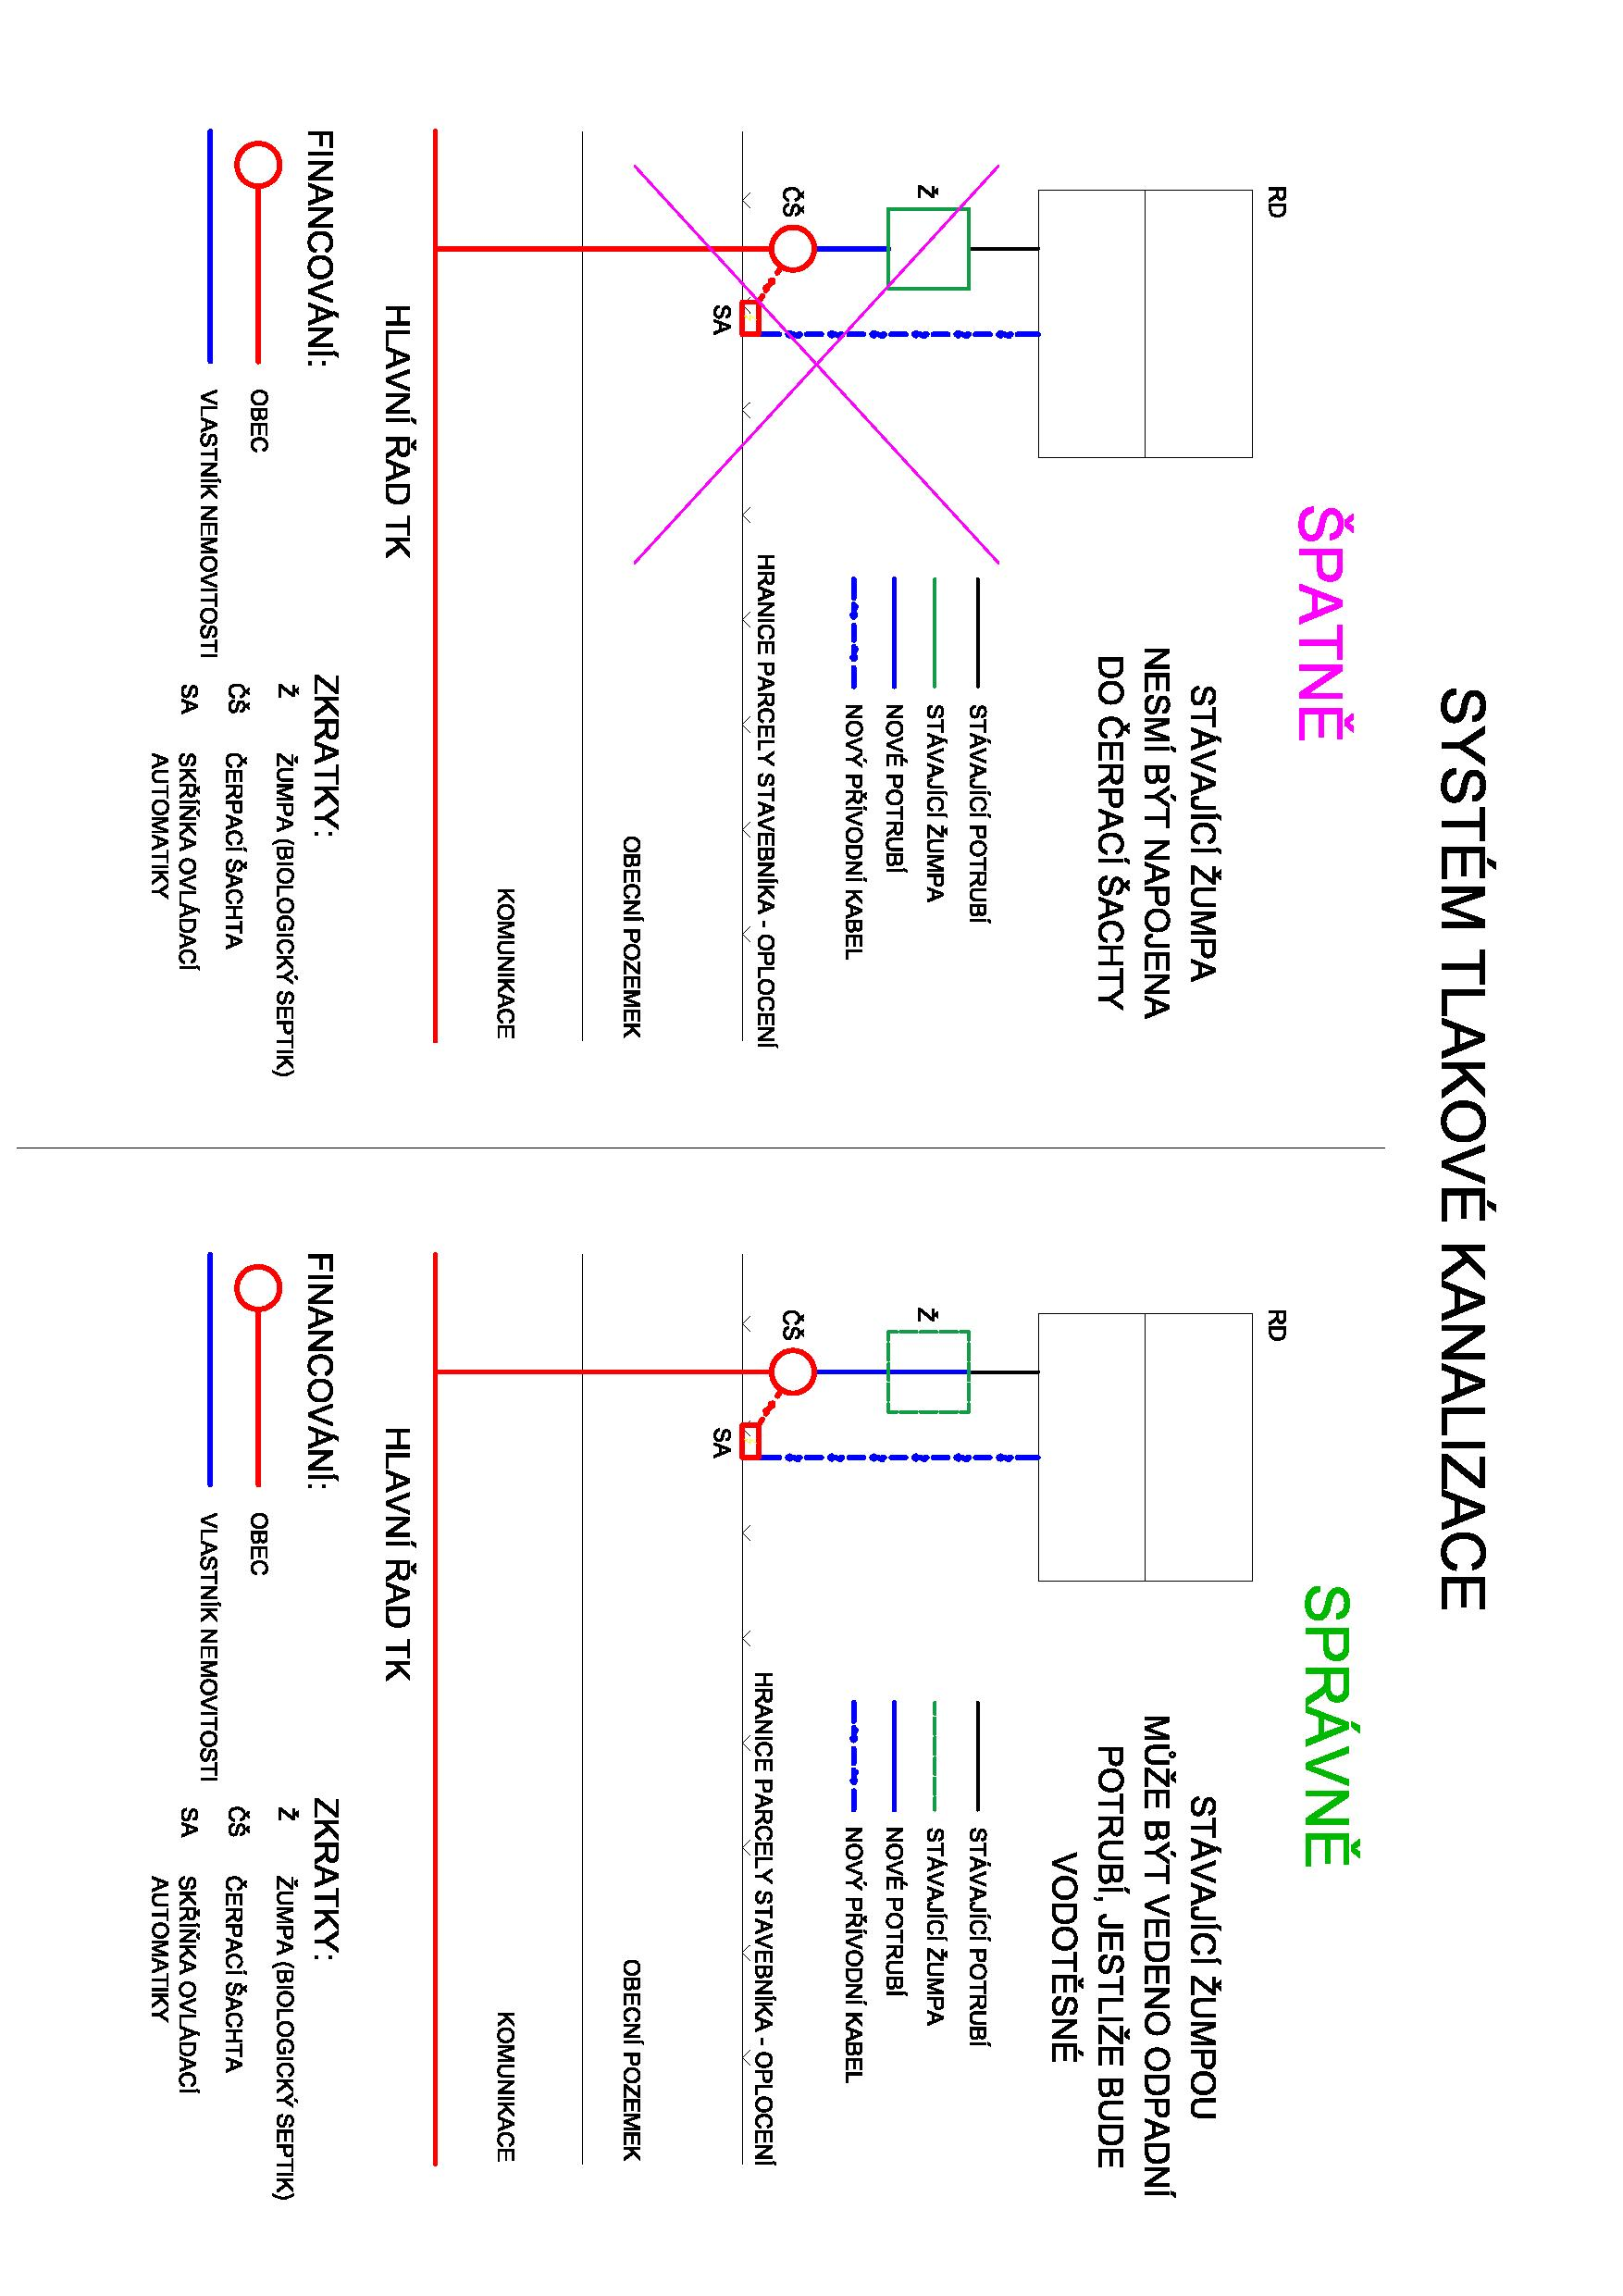 SYSTÉM TLAKOVÉ KANALIZACE
ŠPATNĚ
RD
STÁVAJÍCÍ ŽUMPA
NESMÍ BÝT NAPOJENA
DO ČERPACÍ ŠACHTY
Ž
STÁVAJÍCÍ POTRUBÍ
STÁVAJÍCÍ ŽUMPA
NOVÉ POTRUBÍ
NOVÝ PŘÍVODNÍ KABEL
ČŠ
HRANICE PARCELY STAVEBNÍKA - OPLOCENÍ
SA
OBECNÍ POZEMEK
KOMUNIKACE
HLAVNÍ ŘAD TK
FINANCOVÁNÍ:
OBEC
VLASTNÍK NEMOVITOSTI
ZKRATKY:
Ž ŽUMPA (BIOLOGICKÝ SEPTIK)
ČŠ ČERPACÍ ŠACHTA
SA SKŘÍŇKA OVLÁDACÍ
AUTOMATIKY
SPRÁVNĚ
RD
STÁVAJÍCÍ ŽUMPOU
MŮŽE BÝT VEDENO ODPADNÍ
POTRUBÍ, JESTLIŽE BUDE
VODOTĚSNÉ
Ž
STÁVAJÍCÍ POTRUBÍ
STÁVAJÍCÍ ŽUMPA
NOVÉ POTRUBÍ
NOVÝ PŘÍVODNÍ KABEL
ČŠ
HRANICE PARCELY STAVEBNÍKA - OPLOCENÍ
SA
OBECNÍ POZEMEK
KOMUNIKACE
HLAVNÍ ŘAD TK
FINANCOVÁNÍ:
OBEC
VLASTNÍK NEMOVITOSTI
ZKRATKY:
Ž ŽUMPA (BIOLOGICKÝ SEPTIK)
ČŠ ČERPACÍ ŠACHTA
SA SKŘÍŇKA OVLÁDACÍ
AUTOMATIKY